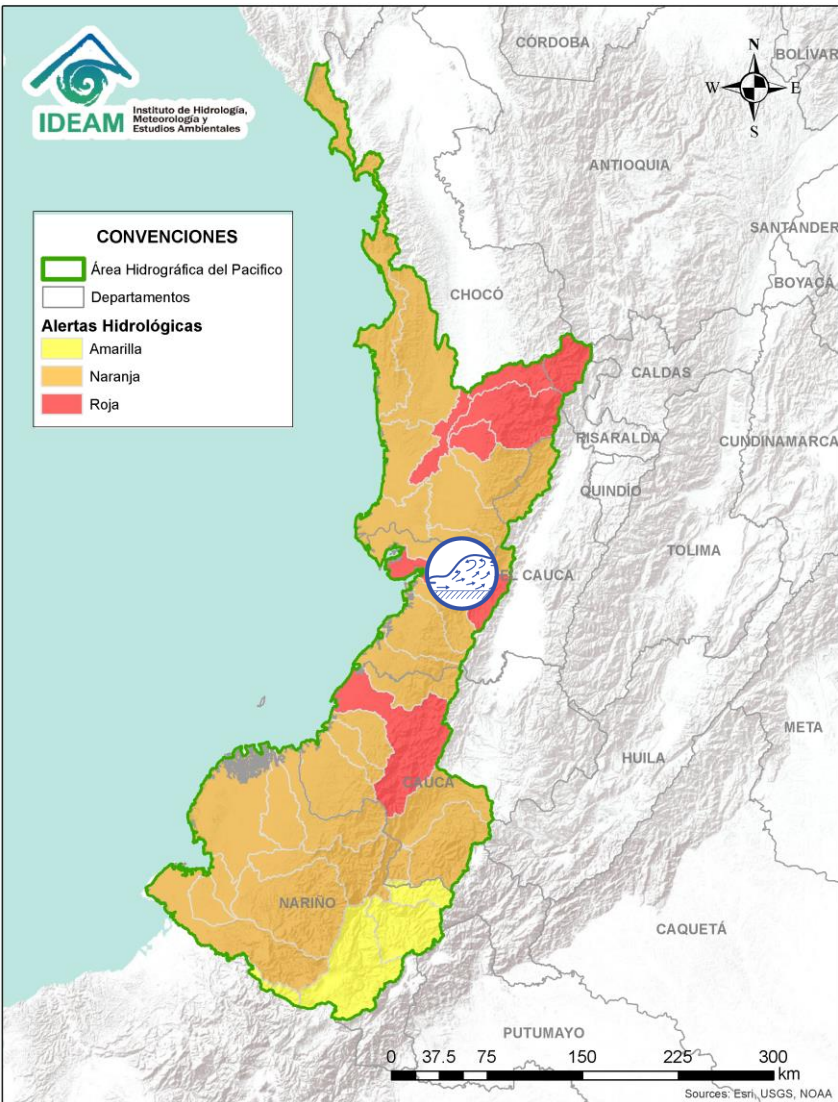 IDEAM
Instituto de Hidrología,
Meteorología y
Estudios Ambientales
CÓRDOBA
BOLIVAR
N
W
E
S
ANTIOQUIA
SANTANDER
BOYACÁ
CONVENCIONES
Área Hidrográfica del Pacifico
Departamentos
Alertas Hidrológicas
Amarilla
Naranja
Roja
CHOCÓ
CALDAS
RISARALDA
CUNDINAMARCA
QUINDÍO
TOLIMA
EL CAUCA
META
HUILA
CAUCA
NARIÑO
CAQUETÁ
PUTUMAYO
0 37.5 75 150 225 300
km
Sources: Esri, USGS, NOAA